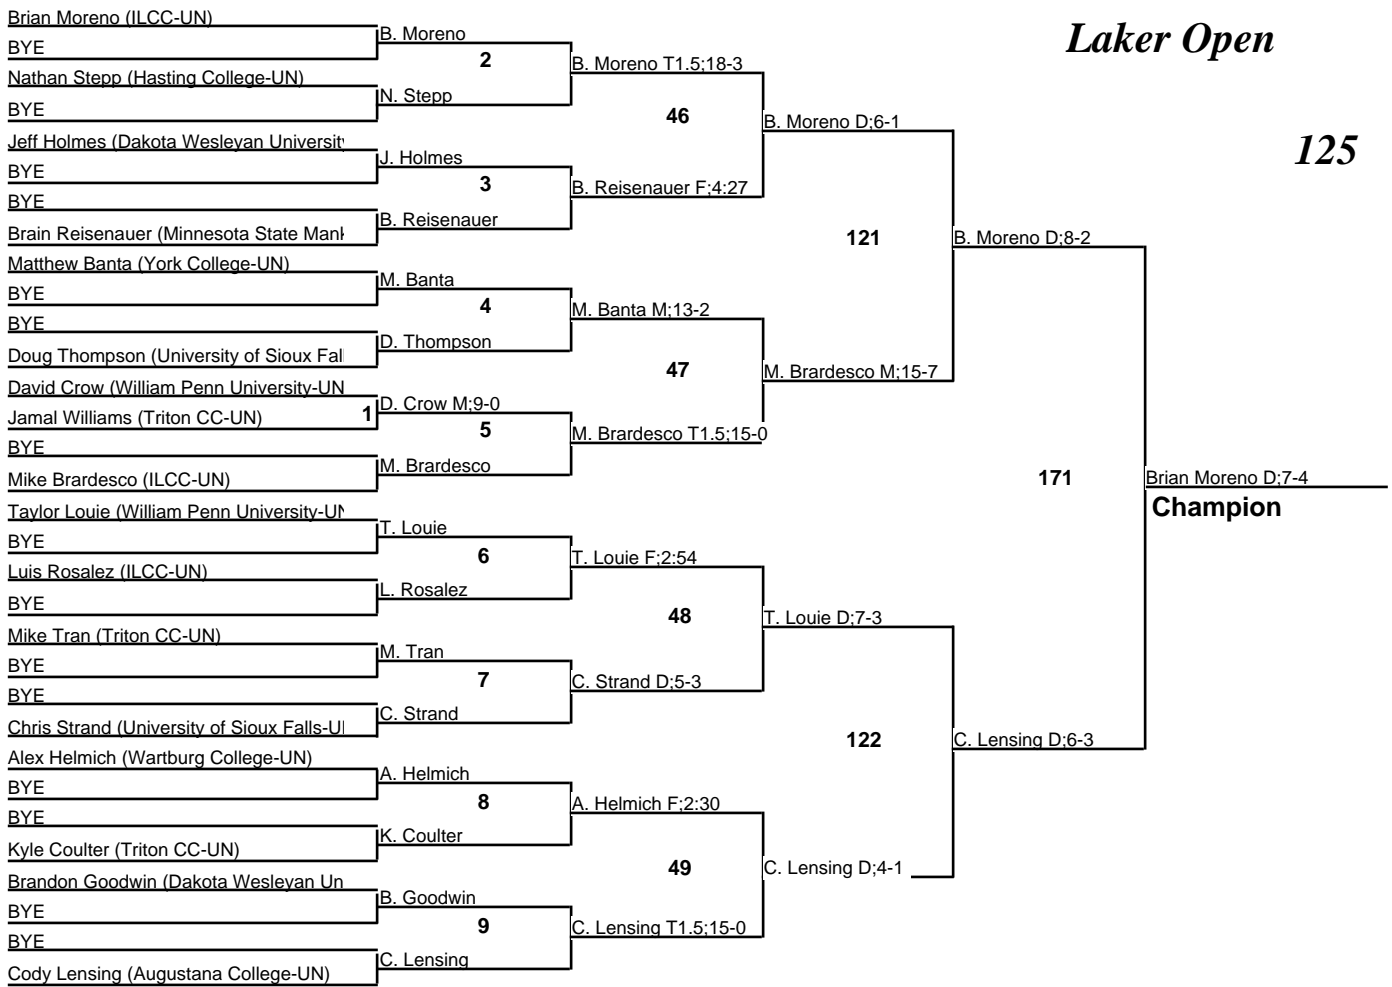 Laker Open
125
Brian Moreno (ILCC-UN)
BYE
Nathan Stepp (Hasting College-UN)
BYE
Jeff Holmes (Dakota Wesleyan University
BYE
BYE
Brain Reisenauer (Minnesota State Mank
Matthew Banta (York College-UN)
BYE
BYE
Doug Thompson (University of Sioux Fal
David Crow (William Penn University-UN
Jamal Williams (Triton CC-UN)
1
BYE
Mike Brardesco (ILCC-UN)
Taylor Louie (William Penn University-UN
BYE
Luis Rosalez (ILCC-UN)
BYE
Mike Tran (Triton CC-UN)
BYE
BYE
Chris Strand (University of Sioux Falls-U
Alex Helmich (Wartburg College-UN)
BYE
BYE
Kyle Coulter (Triton CC-UN)
Brandon Goodwin (Dakota Wesleyan Un
BYE
BYE
Cody Lensing (Augustana College-UN)
B. Moreno
2
N. Stepp
J. Holmes
3
B. Reisenauer
M. Banta
4
D. Thompson
D. Crow M;9-0
5
M. Brardesco
T. Louie
6
L. Rosalez
M. Tran
7
C. Strand
A. Helmich
8
K. Coulter
B. Goodwin
9
C. Lensing
B. Moreno T1.5;18-3
46
B. Reisenauer F;4:27
M. Banta M;13-2
47
M. Brardesco T1.5;15-0
T. Louie F;2:54
48
C. Strand D;5-3
A. Helmich F;2:30
49
C. Lensing T1.5;15-0
B. Moreno D;6-1
121
M. Brardesco M;15-7
T. Louie D;7-3
122
C. Lensing D;4-1
B. Moreno D;8-2
171
C. Lensing D;6-3
Brian Moreno D;7-4
Champion